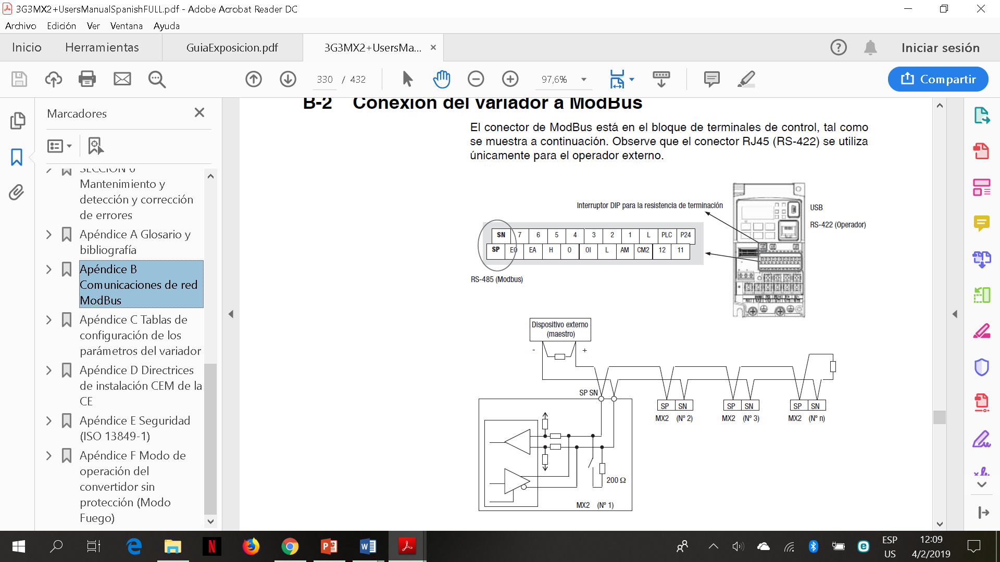 3G3MX2+UsersManualSpanishFULL.pdf - Adobe Acrobat Reader DC
Archivo Edición Ver Ventana Ayuda
Inicio Herramientas GuiaExposicion.pdf 3G3MX2+UsersMa... ×
Iniciar sesión
330 / 432 97,6% Compartir
Marcadores
SECCIÓN 6
Mantenimiento y
detección y corrección
de errores
Apéndice A Glosario y
bibliografía
Apéndice B
Comunicaciones de red
ModBus
Apéndice C Tablas de
configuración de los
parámetros del variador
Apéndice D Directrices
de instalación CEM de la
CE
Apéndice E Seguridad
(ISO 13849-1)
Apéndice F Modo de
operación del
convertidor sin
protección (Modo
Fuego)
B-2 Conexión del variador a ModBus
El conector de ModBus está en el bloque de terminales de control, tal como
se muestra a continuación. Observe que el conector RJ45 (RS-422) se utiliza
únicamente para el operador externo.
Interruptor DIP para la resistencia de terminación
USB
RS-422 (Operador)
SN 7 6 5 4 3 2 1 L PLC P24
SP EO EA H O OI L AM CM2 12 11
RS-485 (Modbus)
Dispositivo externo
(maestro)
- +
SP SN
SP SN
SP SN
SP SN
MX2 (Nº 2)
MX2 (Nº 3)
MX2 (Nº n)
200 Ω
MX2 (Nº 1)
ESP
US
12:09
4/2/2019